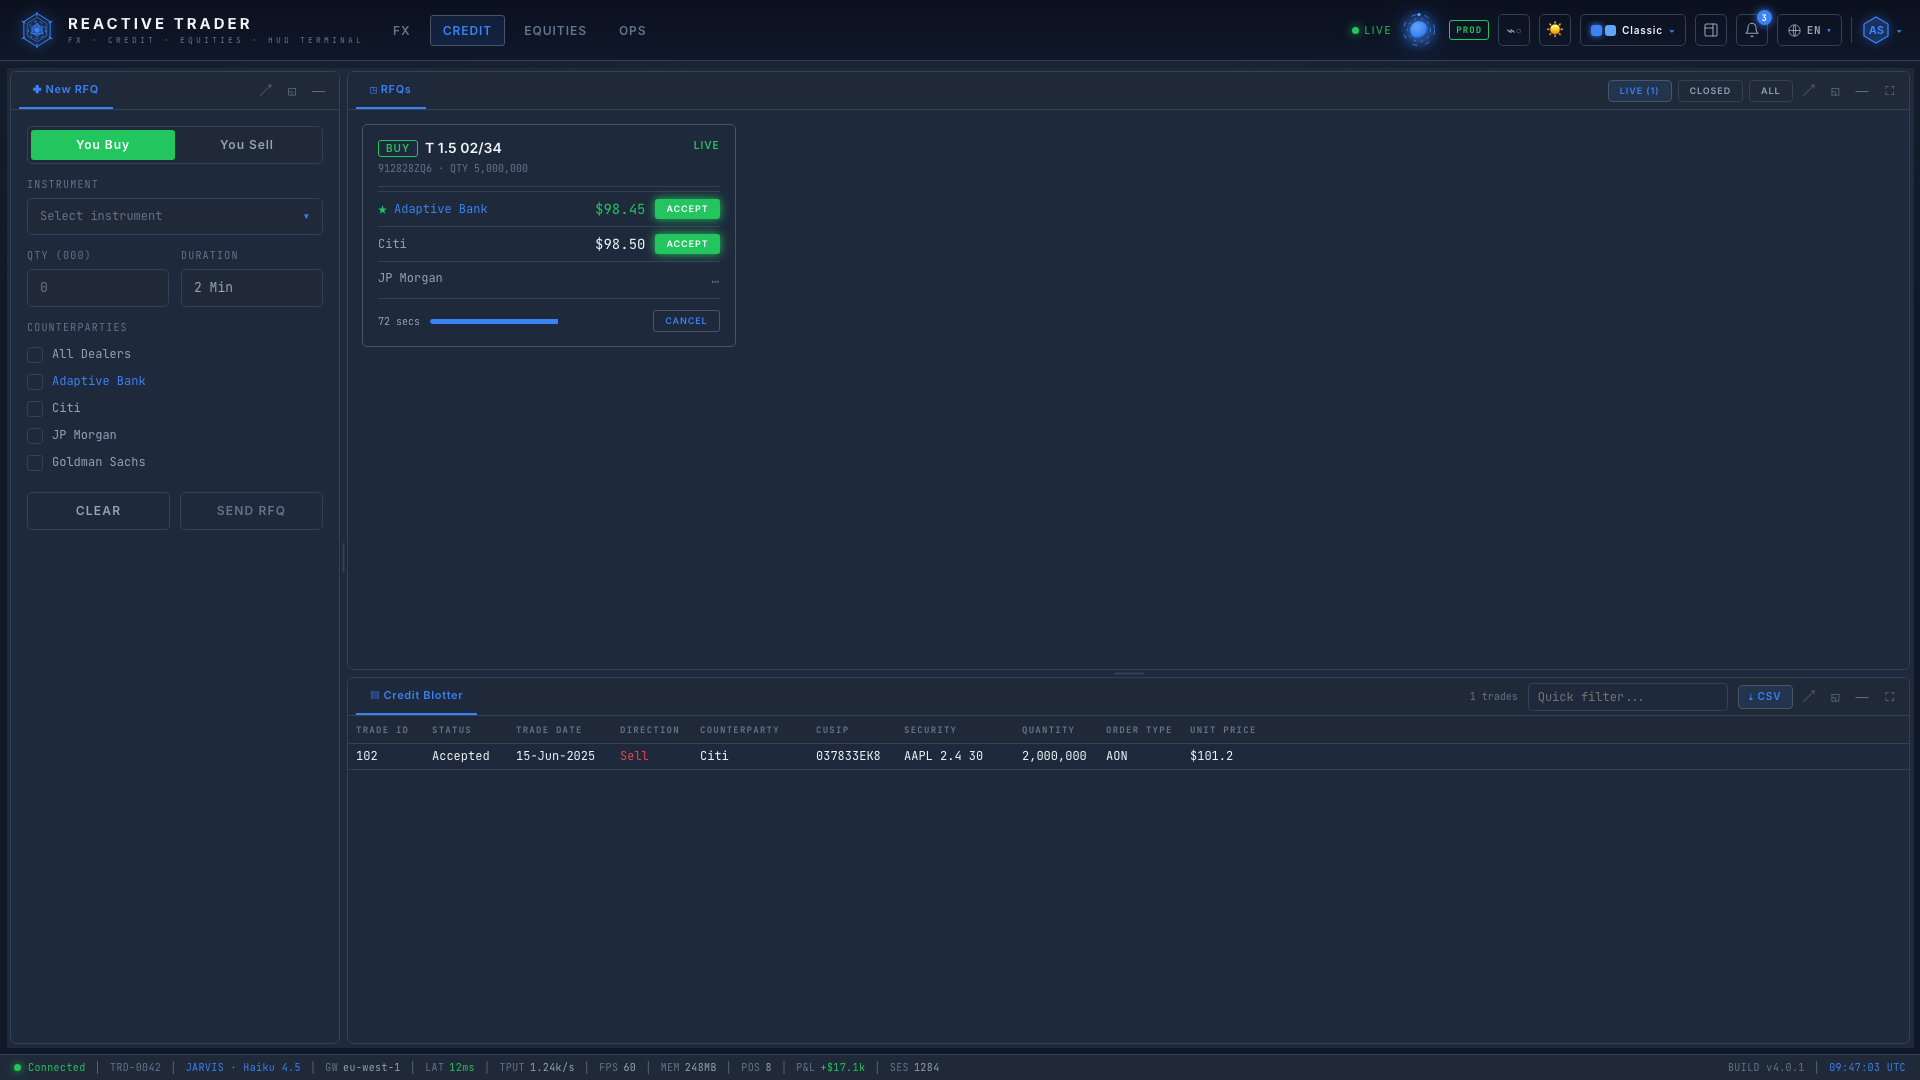 REACTIVE TRADER
FX · CREDIT · EQUITIES · HUD TERMINAL
FX CREDIT EQUITIES OPS
LIVE PROD Classic 3 EN AS
New RFQ
You Buy You Sell
INSTRUMENT
Select instrument
QTY (000) DURATION
0 2 Min
COUNTERPARTIES
All Dealers
Adaptive Bank
Citi
JP Morgan
Goldman Sachs
CLEAR SEND RFQ
RFQs LIVE (1) CLOSED ALL
BUY T 1.5 02/34 LIVE
912828ZQ6 · QTY 5,000,000
★ Adaptive Bank $98.45 ACCEPT
Citi $98.50 ACCEPT
JP Morgan …
72 secs CANCEL
Credit Blotter 1 trades Quick filter... ↓ CSV
TRADE ID STATUS TRADE DATE DIRECTION COUNTERPARTY CUSIP SECURITY QUANTITY ORDER TYPE UNIT PRICE
102 Accepted 15-Jun-2025 Sell Citi 037833EK8 AAPL 2.4 30 2,000,000 AON $101.2
Connected TRD-0042 JARVIS · Haiku 4.5 GW eu-west-1 LAT 12ms TPUT 1.24k/s FPS 60 MEM 248MB POS 8 P&L +$17.1k SES 1284 BUILD v4.0.1 09:47:03 UTC